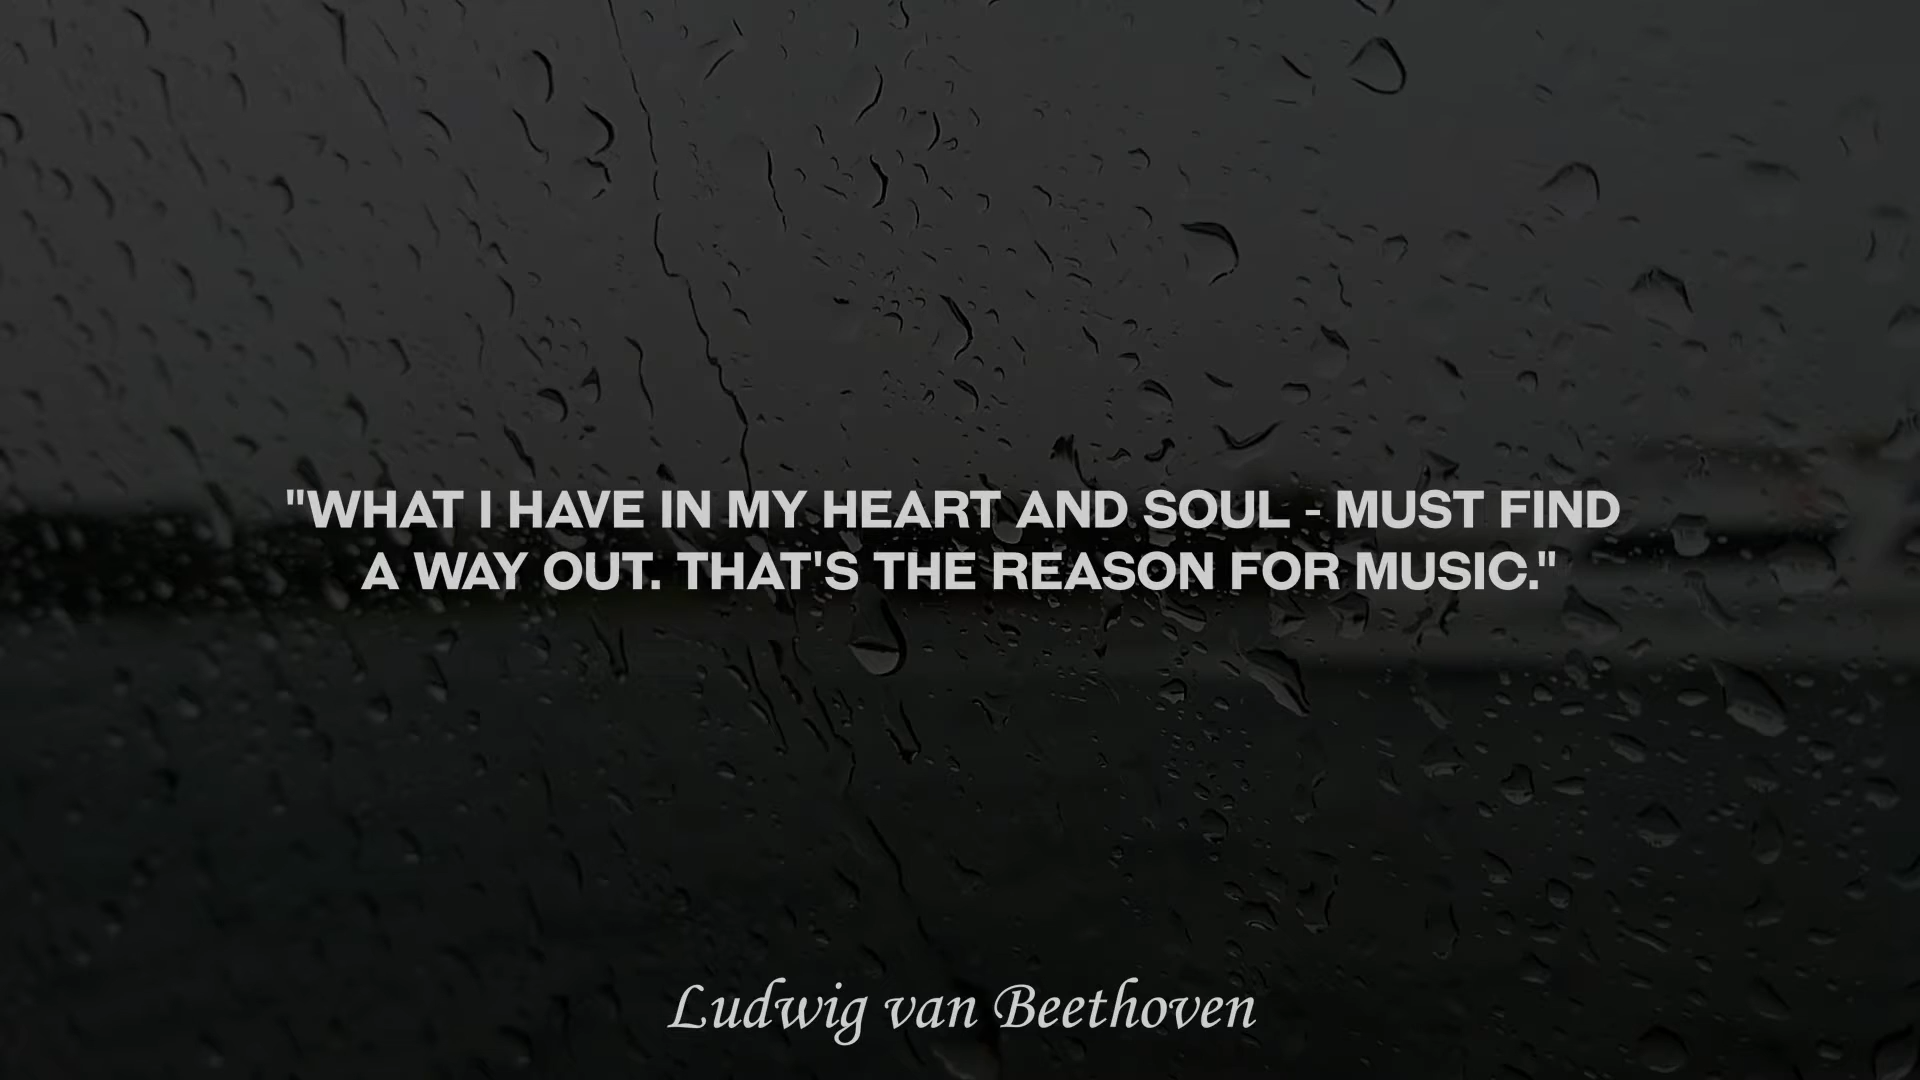 "WHAT I HAVE IN MY HEART AND SOUL - MUST FIND
A WAY OUT. THAT'S THE REASON FOR MUSIC."
Ludwig van Beethoven